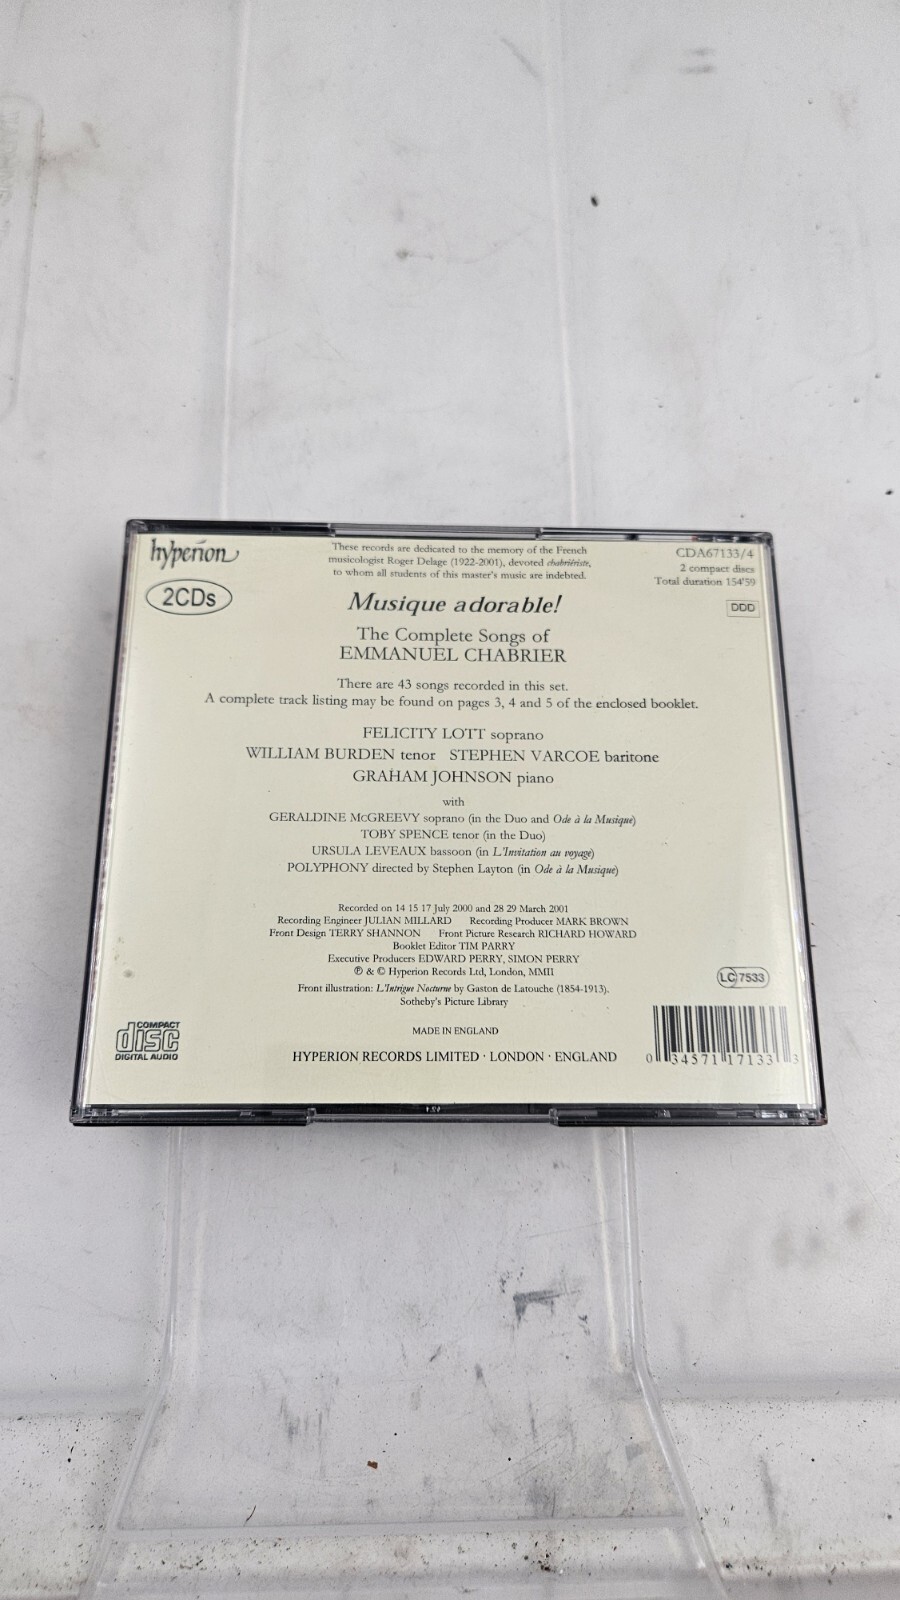 hyperion
2CDs
These records are dedicated to the memory of the French
musicologist Roger Delage (1922-2001), devoted chabriériste,
to whom all students of this master's music are indebted.
CDA67133/4
2 compact discs
Total duration 154'59
DDD
Musique adorable!
The Complete Songs of
EMMANUEL CHABRIER
There are 43 songs recorded in this set.
A complete track listing may be found on pages 3, 4 and 5 of the enclosed booklet.
FELICITY LOTT soprano
WILLIAM BURDEN tenor STEPHEN VARCOE baritone
GRAHAM JOHNSON piano
with
GERALDINE McGREEVY soprano (in the Duo and Ode à la Musique)
TOBY SPENCE tenor (in the Duo)
URSULA LEVEAUX bassoon (in L'Invitation au voyage)
POLYPHONY directed by Stephen Layton (in Ode à la Musique)
Recorded on 14 15 17 July 2000 and 28 29 March 2001
Recording Engineer JULIAN MILLARD Recording Producer MARK BROWN
Front Design TERRY SHANNON Front Picture Research RICHARD HOWARD
Booklet Editor TIM PARRY
Executive Producers EDWARD PERRY, SIMON PERRY
℗ & © Hyperion Records Ltd, London, MMII
Front illustration: L'Intrigue Nocturne by Gaston de Latouche (1854-1913).
Sotheby's Picture Library
LC 7533
MADE IN ENGLAND
COMPACT
disc
DIGITAL AUDIO
HYPERION RECORDS LIMITED · LONDON · ENGLAND
0 34571 17133 3